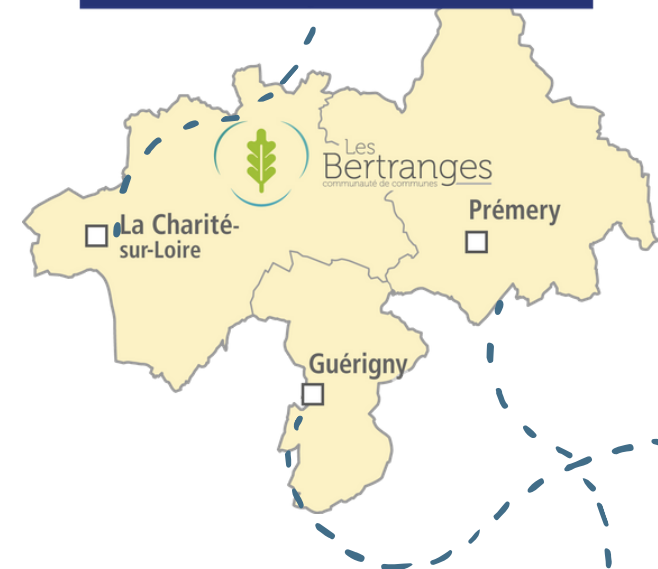 Les
Bertranges
communauté de communes
Prémery
La Charité-
sur-Loire
Guérigny